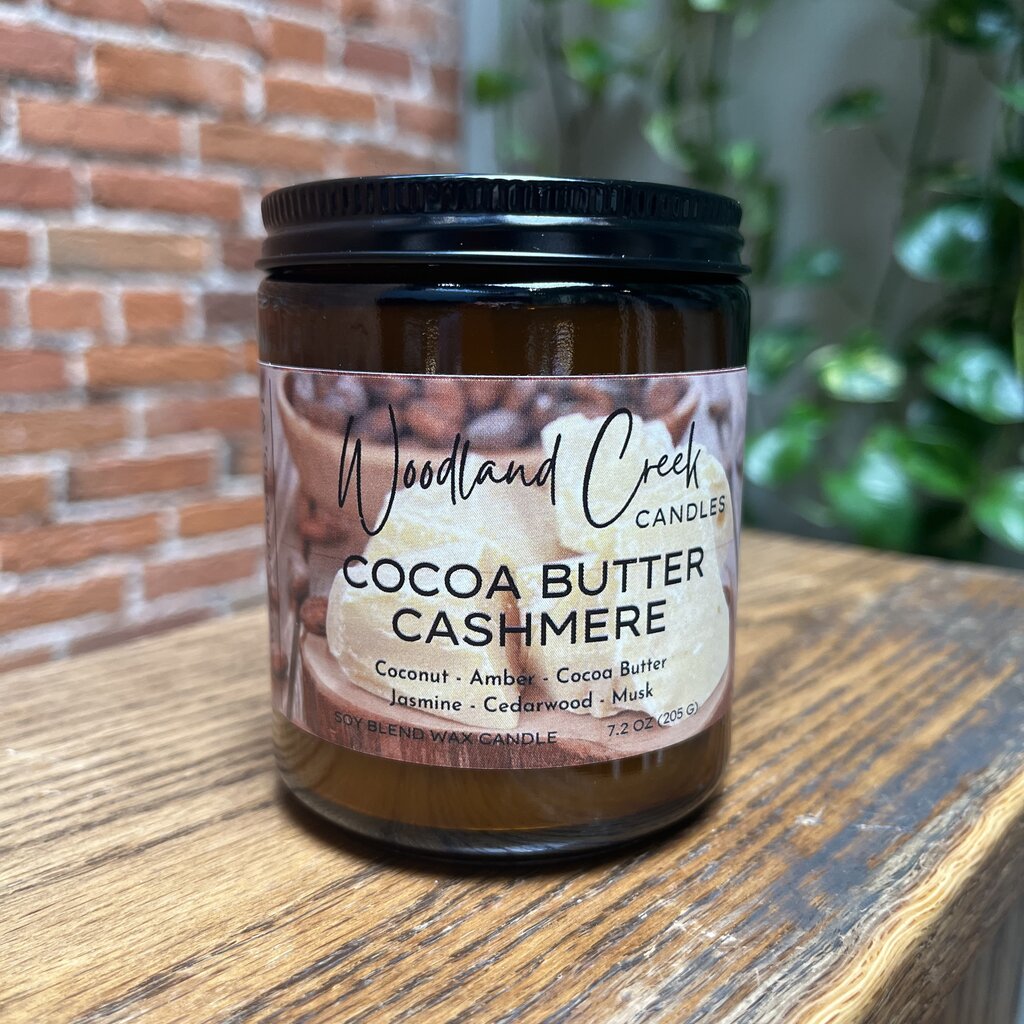 Woodland Creek
CANDLES
COCOA BUTTER
CASHMERE
Coconut - Amber - Cocoa Butter
Jasmine - Cedarwood - Musk
SOY BLEND WAX CANDLE 7.2 OZ (205 G)